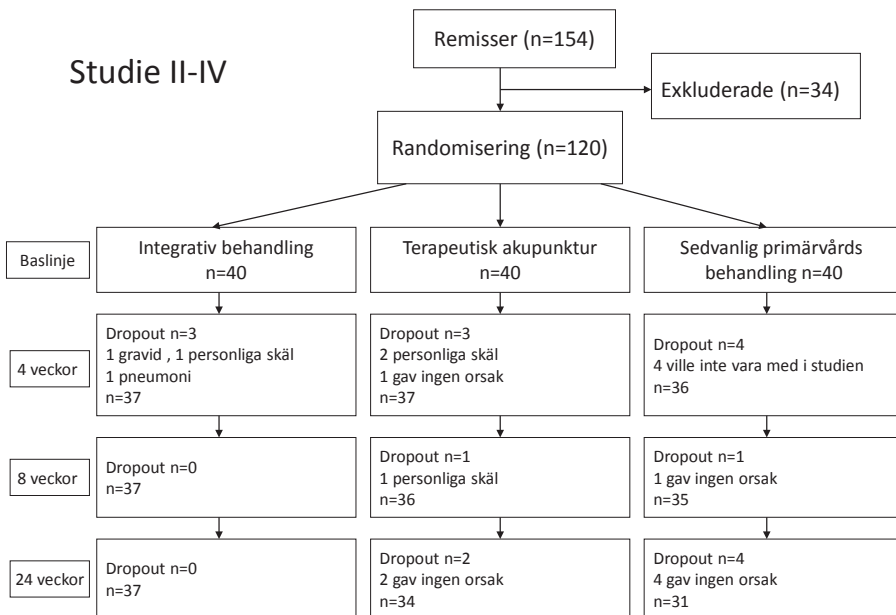 Studie II-IV
Remisser (n=154)
Exkluderade (n=34)
Randomisering (n=120)
Baslinje
Integrativ behandling
n=40
Terapeutisk akupunktur
n=40
Sedvanlig primärvårds
behandling n=40
4 veckor
Dropout n=3
1 gravid , 1 personliga skäl
1 pneumoni
n=37
Dropout n=3
2 personliga skäl
1 gav ingen orsak
n=37
Dropout n=4
4 ville inte vara med i studien
n=36
8 veckor
Dropout n=0
n=37
Dropout n=1
1 personliga skäl
n=36
Dropout n=1
1 gav ingen orsak
n=35
24 veckor
Dropout n=0
n=37
Dropout n=2
2 gav ingen orsak
n=34
Dropout n=4
4 gav ingen orsak
n=31